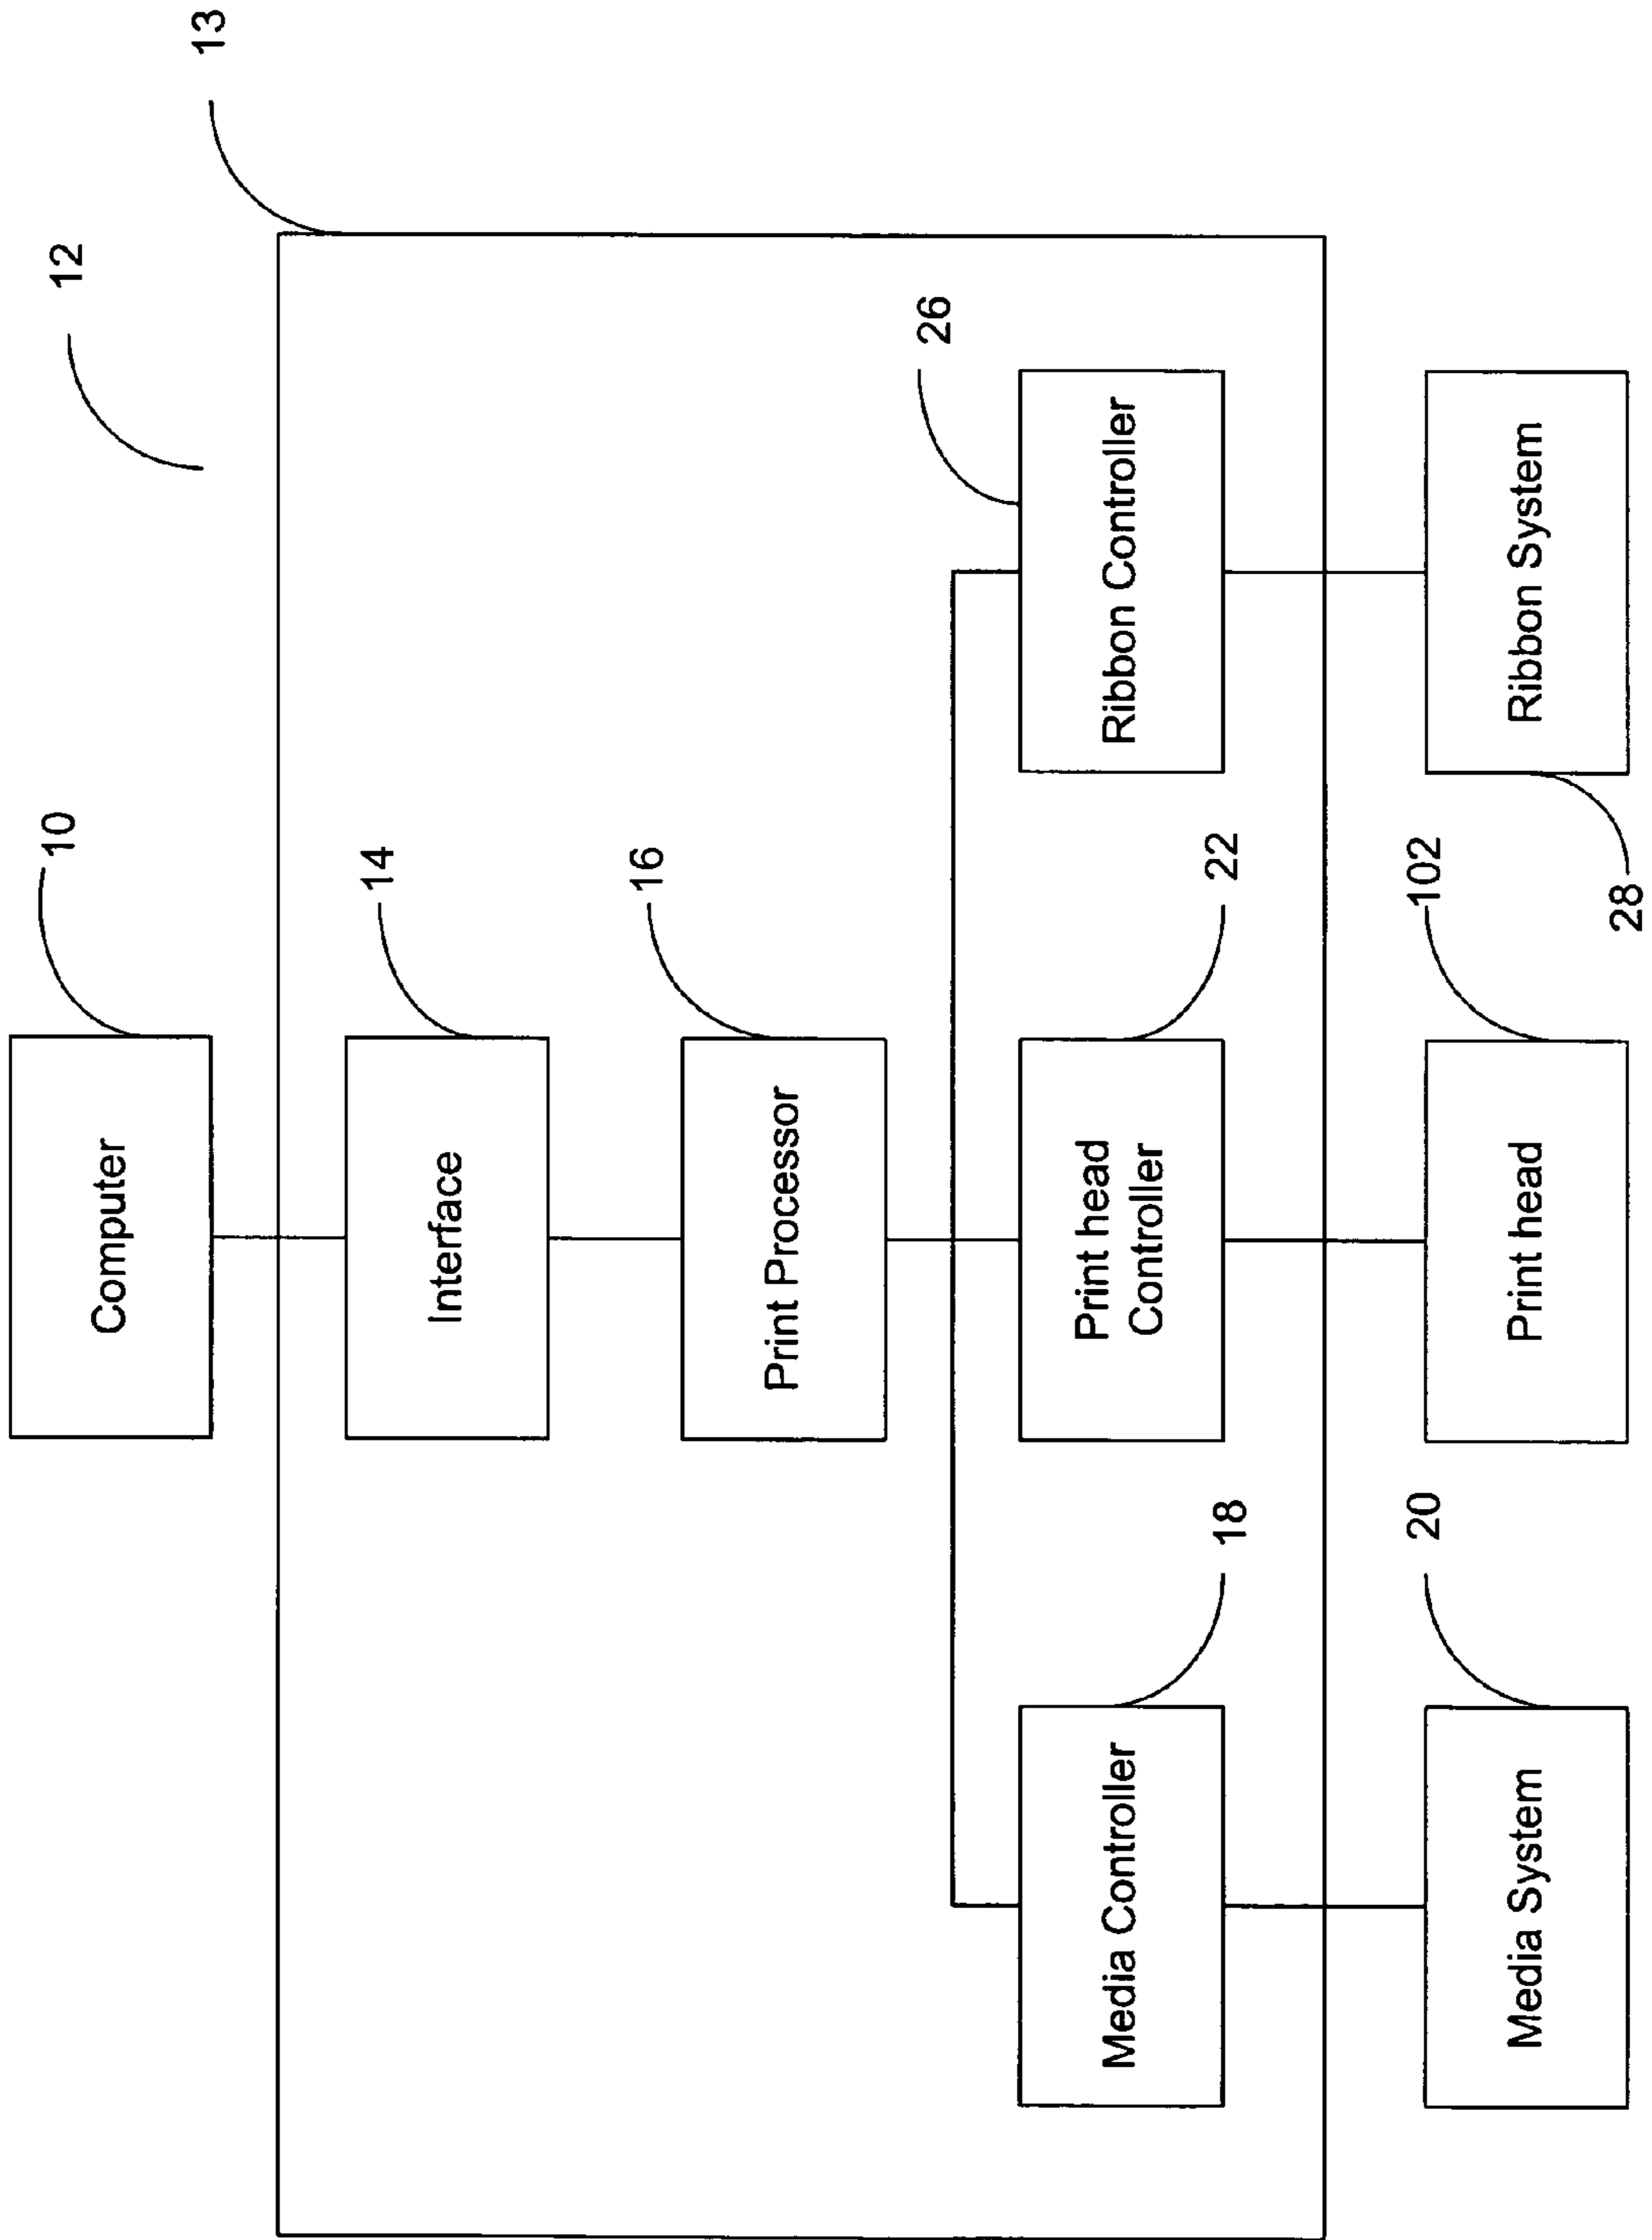 12
13
10
Computer
14
Interface
16
Print Processor
26
18
22
Media Controller
Print head
Controller
Ribbon Controller
20
102
28
Media System
Print head
Ribbon System